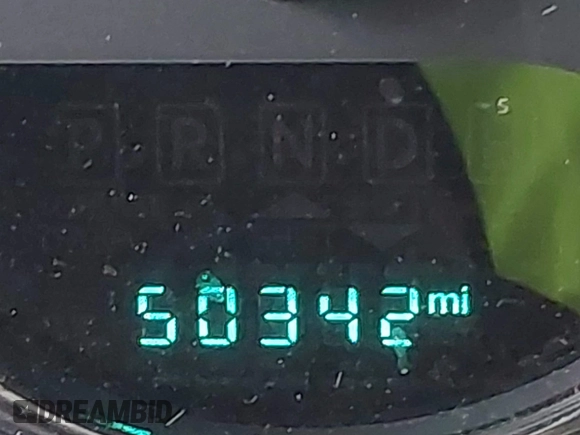 P R N D
S
50342 mi
DREAMBID